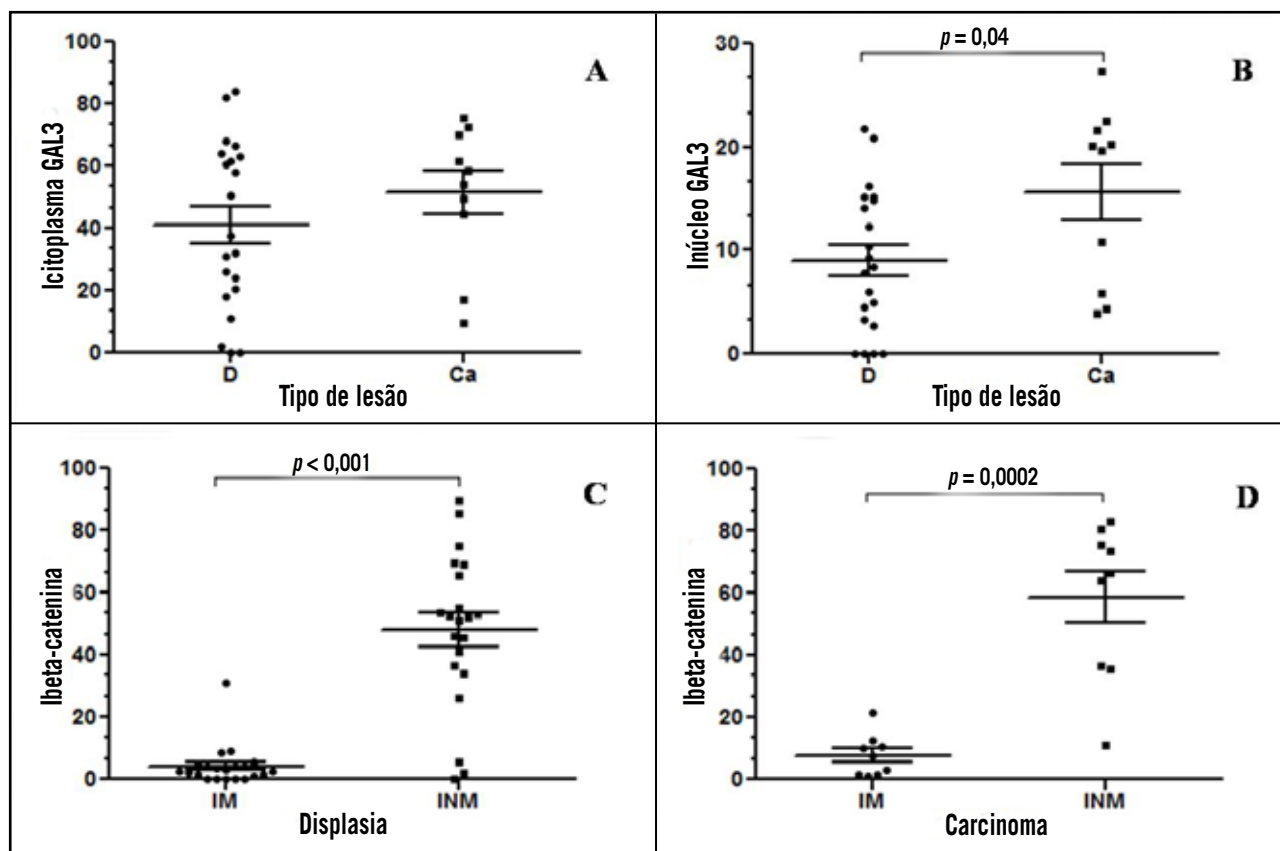 A
Icitoplasma GAL3
100
80
60
40
20
0
D
Ca
Tipo de lesão
B
p = 0,04
Inúcleo GAL3
30
20
10
0
D
Ca
Tipo de lesão
C
p < 0,001
Ibeta-catenina
100
80
60
40
20
0
IM
INM
Displasia
D
p = 0,0002
Ibeta-catenina
100
80
60
40
20
0
IM
INM
Carcinoma